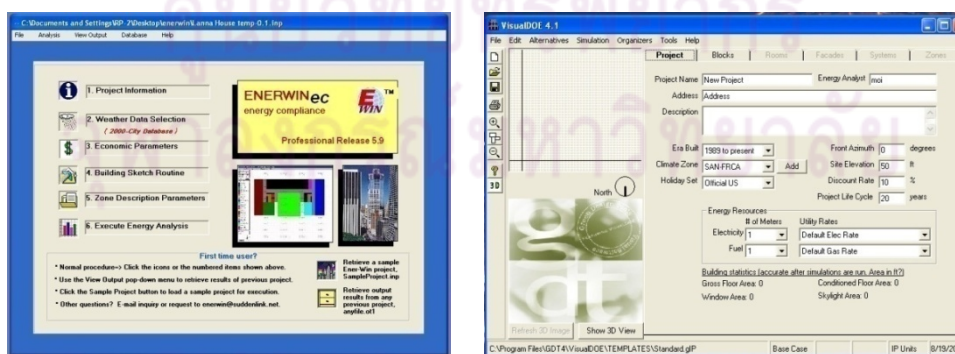 C:\Documents and Settings\IP-2\Desktop\enerwin\Lanna House temp 0.1.inp
File Analysis View Output Database Help
1. Project Information
2. Weather Data Selection
( 2000-City Database )
3. Economic Parameters
4. Building Sketch Routine
5. Zone Description Parameters
6. Execute Energy Analysis
ENERWINec
energy compliance
E
WIN
TM
Professional Release 5.9
First time user?
* Normal procedure-> Click the icons or the numbered items shown above.
* Use the View Output pop-down menu to retrieve results of previous project.
* Click the Sample Project button to load a sample project for execution.
* Other questions? E-mail inquiry or request to enerwin@suddenlink.net.
Retrieve a sample
Ener-Win project,
SampleProject.inp
Retrieve output
results from any
previous project,
anyfile.ot1
VisualDOE 4.1
File Edit Alternatives Simulation Organizers Tools Help
Project Blocks Rooms Facades Systems Zones
Project Name New Project Energy Analyst moi
Address Address
Description
Era Built 1989 to present Front Azimuth 0 degrees
Climate Zone SAN-FRCA Add Site Elevation 50 ft
Holiday Set Official US Discount Rate 10 %
Project Life Cycle 20 years
North
3D
Energy Resources
# of Meters Utility Rates
Electricity 1 Default Elec Rate
Fuel 1 Default Gas Rate
Building statistics (accurate after simulations are run. Area in ft?)
Gross Floor Area: 0 Conditioned Floor Area: 0
Window Area: 0 Skylight Area: 0
g
dt
Refresh 3D Image Show 3D View
C:\Program Files\GDT4\VisualDOE\TEMPLATES\Standard.glP Base Case IP Units 8/19/20